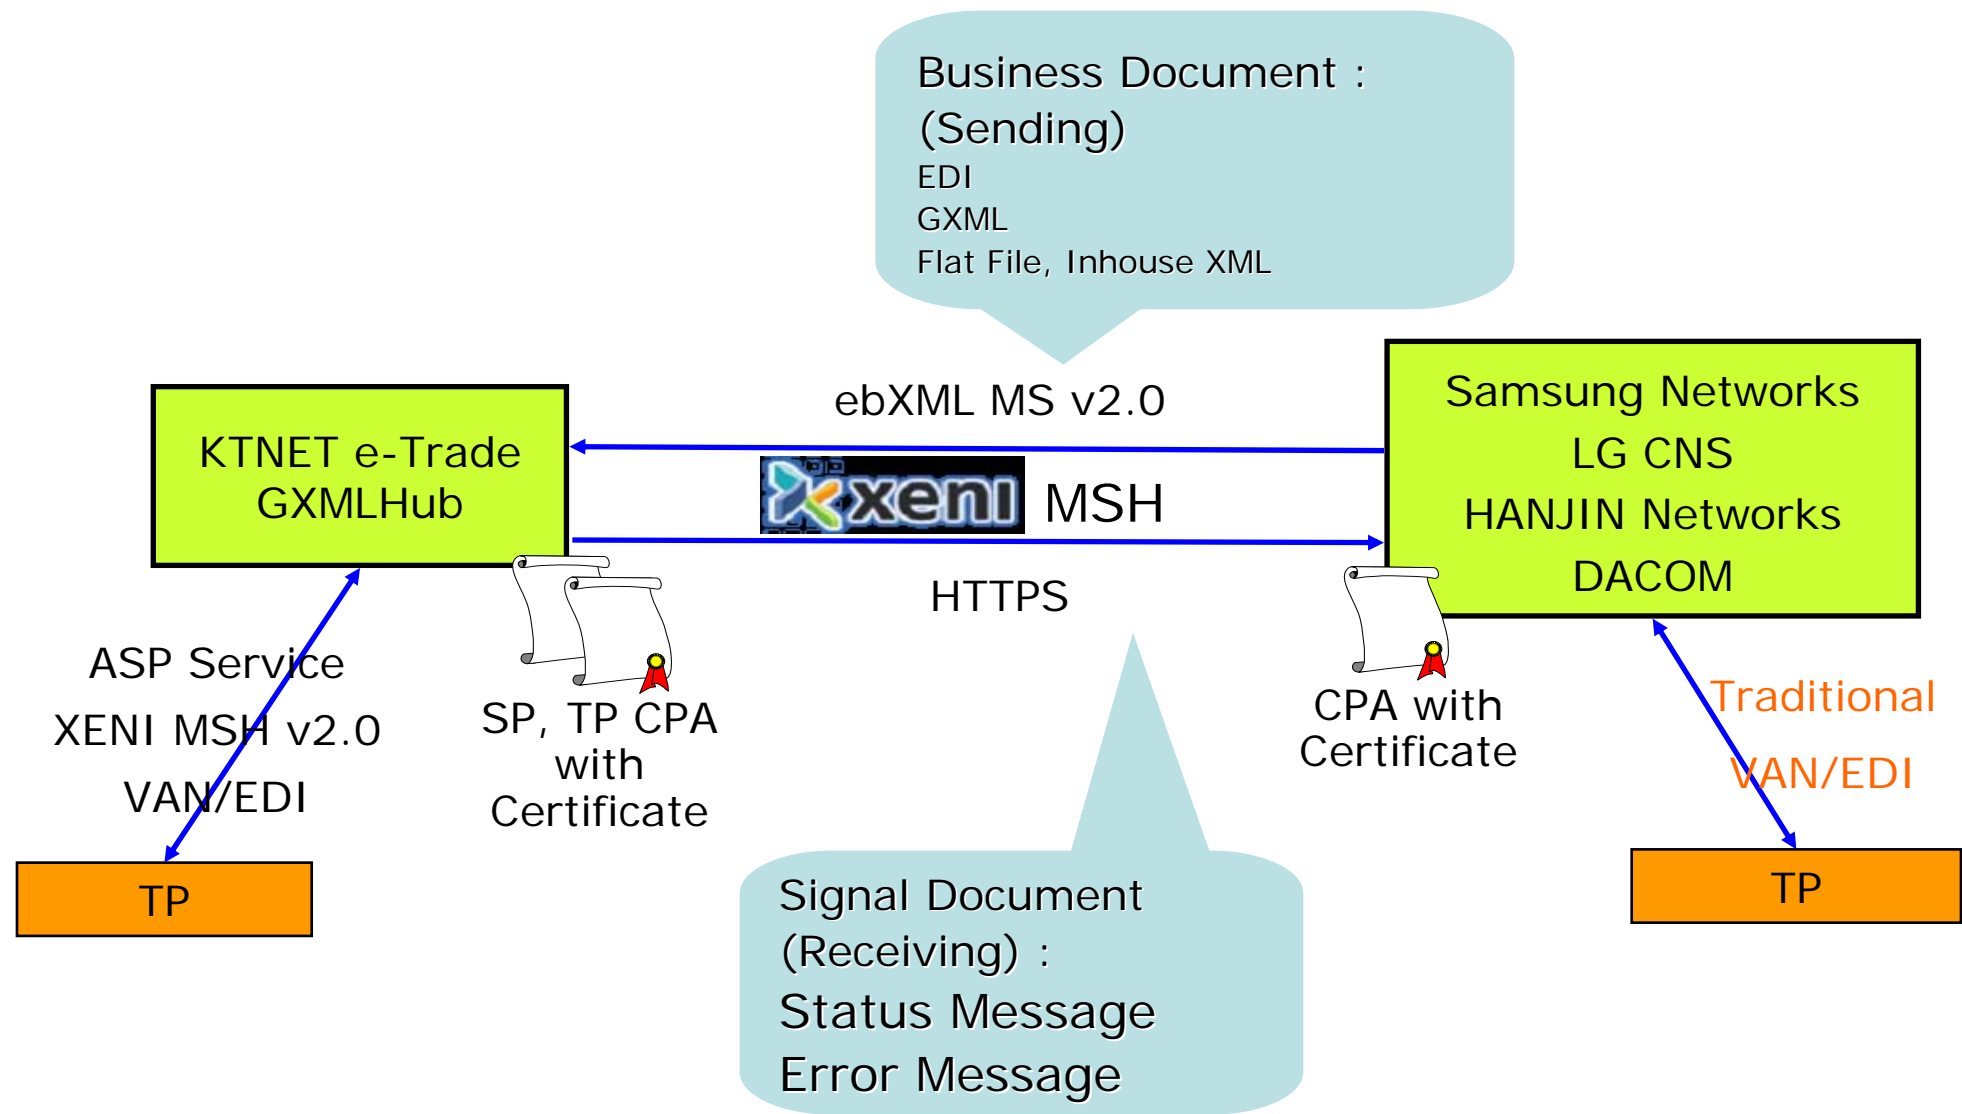 Business Document :
(Sending)
EDI
GXML
Flat File, Inhouse XML
KTNET e-Trade
GXMLHub
ebXML MS v2.0
xeni MSH
HTTPS
Samsung Networks
LG CNS
HANJIN Networks
DACOM
ASP Service
XENI MSH v2.0
VAN/EDI
SP, TP CPA
with
Certificate
CPA with
Certificate
Traditional
VAN/EDI
TP
Signal Document
(Receiving) :
Status Message
Error Message
TP